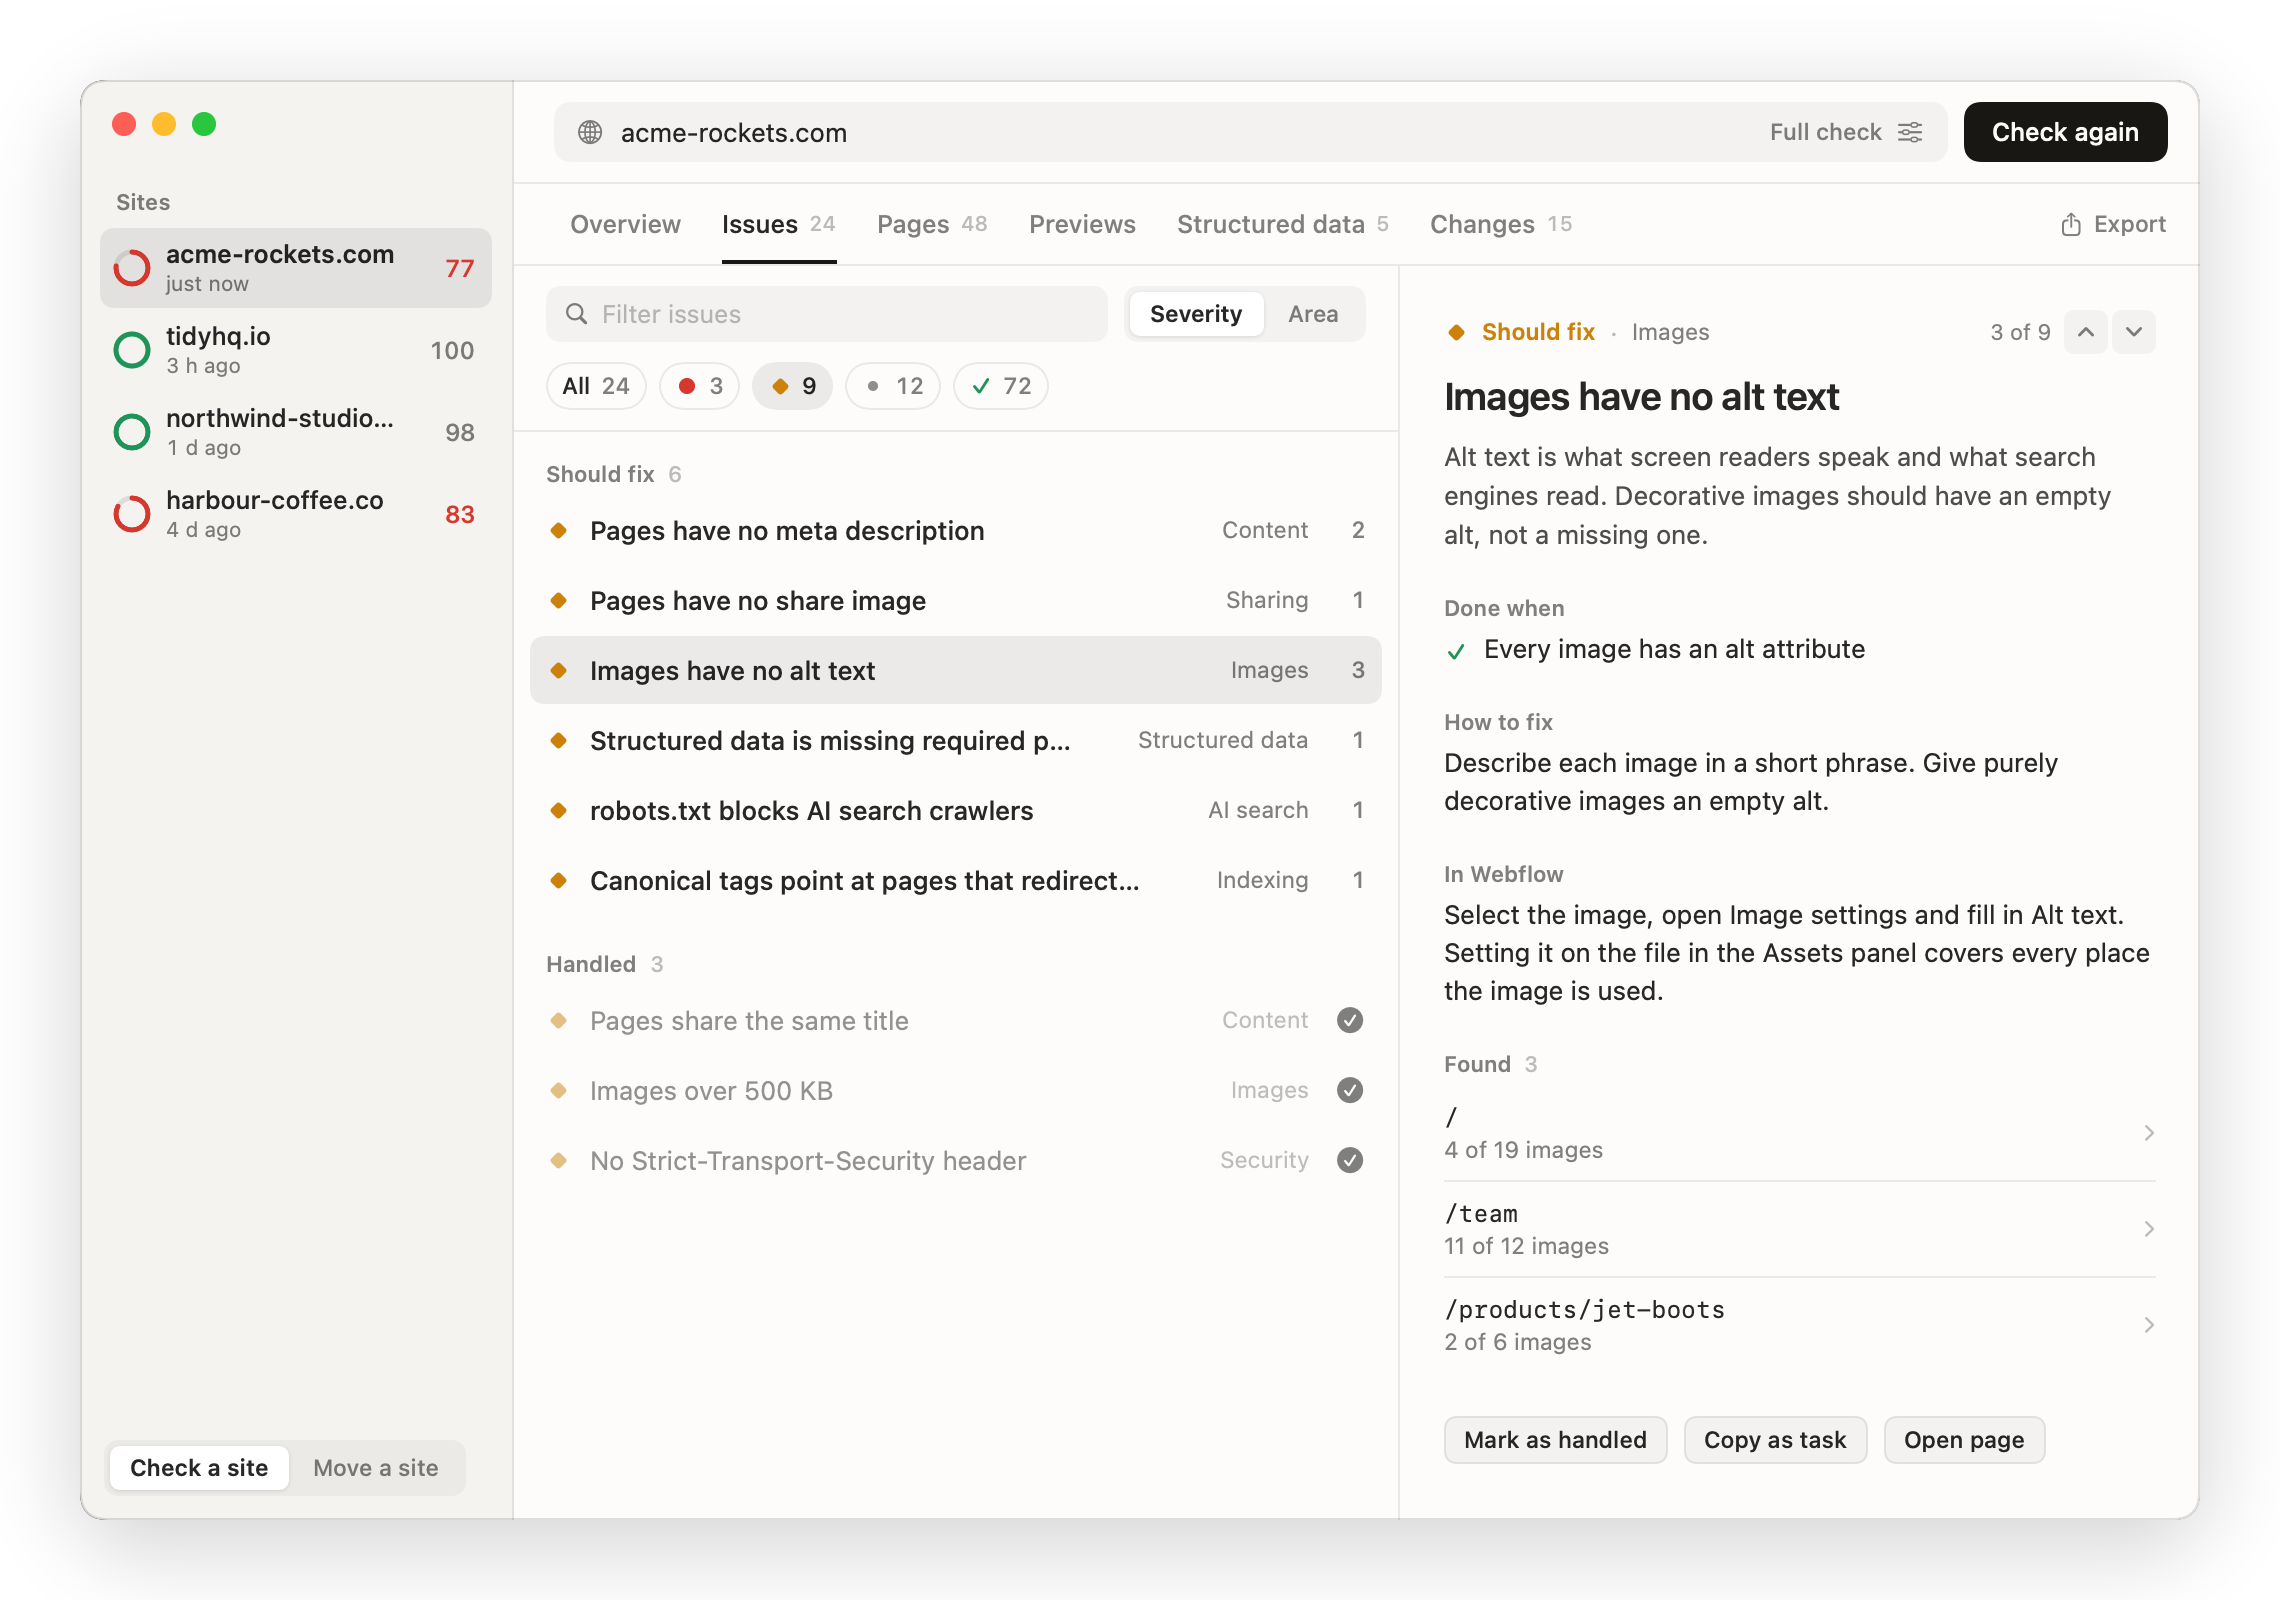 acme-rockets.com
Full check
Check again
Sites
acme-rockets.com
just now
77
tidyhq.io
3 h ago
100
northwind-studio...
1 d ago
98
harbour-coffee.co
4 d ago
83
Check a site
Move a site
Overview
Issues 24
Pages 48
Previews
Structured data 5
Changes 15
Export
Filter issues
Severity
Area
All 24
3
9
12
72
Should fix 6
Pages have no meta description Content 2
Pages have no share image Sharing 1
Images have no alt text Images 3
Structured data is missing required p... Structured data 1
robots.txt blocks AI search crawlers AI search 1
Canonical tags point at pages that redirect... Indexing 1
Handled 3
Pages share the same title Content
Images over 500 KB Images
No Strict-Transport-Security header Security
Should fix · Images
3 of 9
Images have no alt text
Alt text is what screen readers speak and what search
engines read. Decorative images should have an empty
alt, not a missing one.
Done when
Every image has an alt attribute
How to fix
Describe each image in a short phrase. Give purely
decorative images an empty alt.
In Webflow
Select the image, open Image settings and fill in Alt text.
Setting it on the file in the Assets panel covers every place
the image is used.
Found 3
/
4 of 19 images
/team
11 of 12 images
/products/jet-boots
2 of 6 images
Mark as handled
Copy as task
Open page